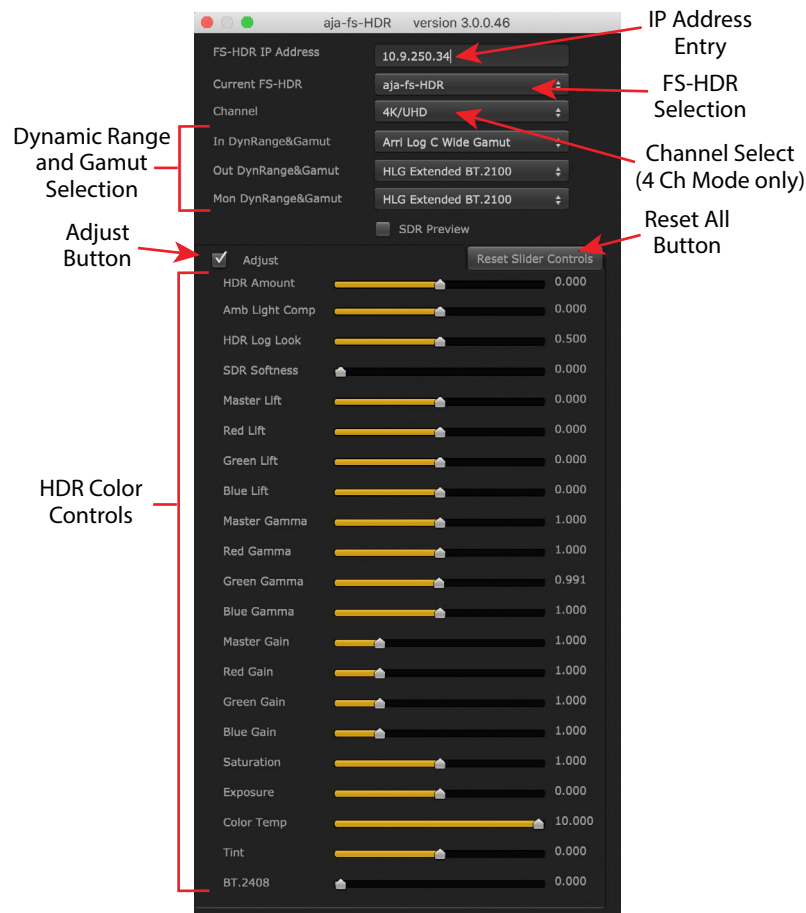 aja-fs-HDR version 3.0.0.46
IP Address
Entry
FS-HDR IP Address 10.9.250.34
Current FS-HDR aja-fs-HDR
FS-HDR
Selection
Channel 4K/UHD
Channel Select
(4 Ch Mode only)
Dynamic Range
and Gamut
Selection
In DynRange&Gamut Arri Log C Wide Gamut
Out DynRange&Gamut HLG Extended BT.2100
Mon DynRange&Gamut HLG Extended BT.2100
SDR Preview
Reset All
Button
Adjust
Button
Adjust Reset Slider Controls
HDR Color
Controls
HDR Amount 0.000
Amb Light Comp 0.000
HDR Log Look 0.500
SDR Softness 0.000
Master Lift 0.000
Red Lift 0.000
Green Lift 0.000
Blue Lift 0.000
Master Gamma 1.000
Red Gamma 1.000
Green Gamma 0.991
Blue Gamma 1.000
Master Gain 1.000
Red Gain 1.000
Green Gain 1.000
Blue Gain 1.000
Saturation 1.000
Exposure 0.000
Color Temp 10.000
Tint 0.000
BT.2408 0.000